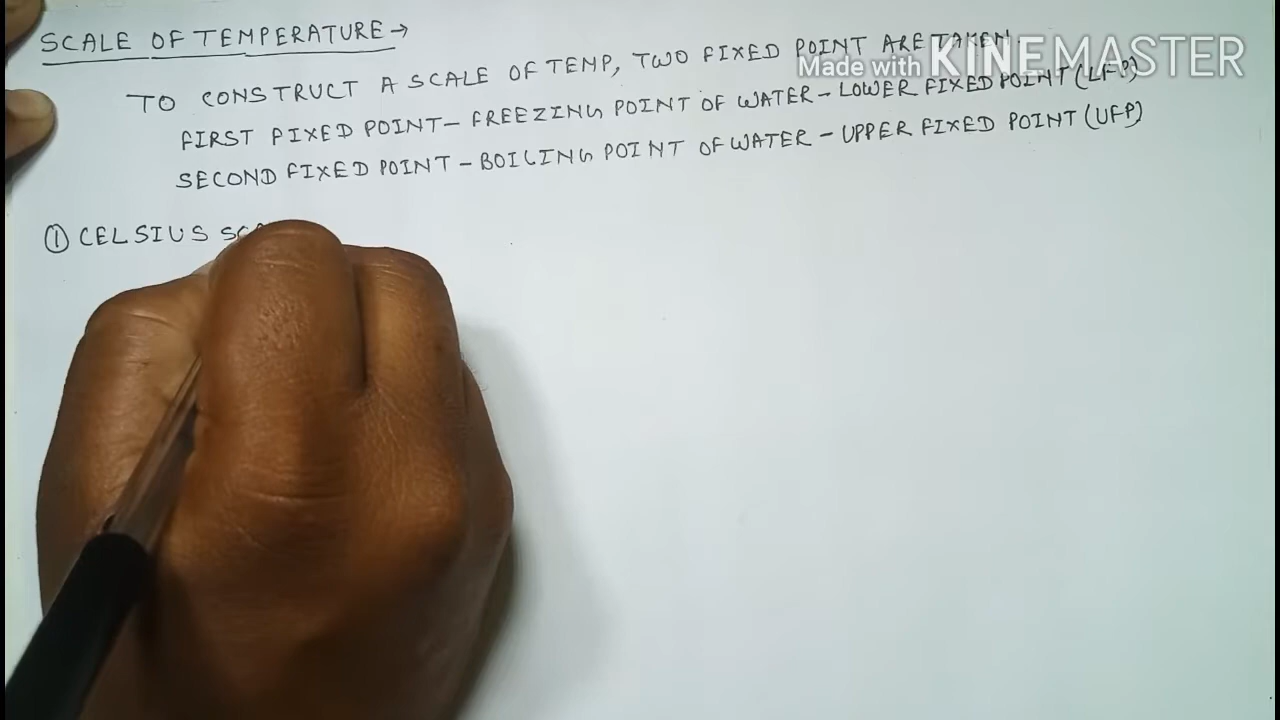 SCALE OF TEMPERATURE →
TO CONSTRUCT A SCALE OF TEMP, TWO FIXED POINT ARE TAKEN
Made with KINEMASTER
FIRST FIXED POINT – FREEZING POINT OF WATER – LOWER FIXED POINT (LFP)
SECOND FIXED POINT – BOILING POINT OF WATER – UPPER FIXED POINT (UFP)
① CELSIUS